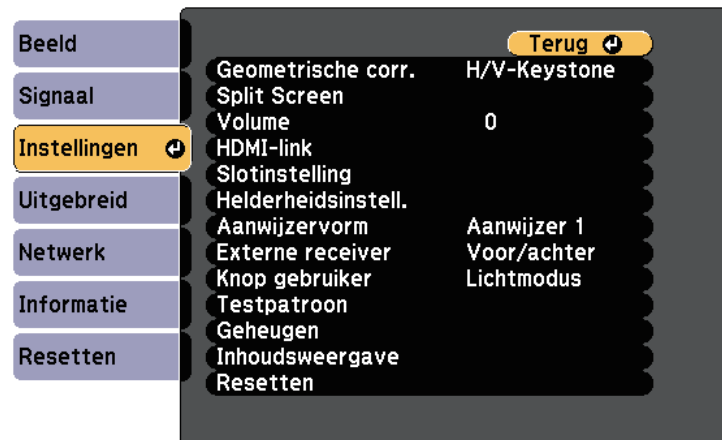 Beeld
Signaal
Instellingen
Uitgebreid
Netwerk
Informatie
Resetten
Terug
Geometrische corr. H/V-Keystone
Split Screen
Volume 0
HDMI-link
Slotinstelling
Helderheidsinstell.
Aanwijzervorm Aanwijzer 1
Externe receiver Voor/achter
Knop gebruiker Lichtmodus
Testpatroon
Geheugen
Inhoudsweergave
Resetten